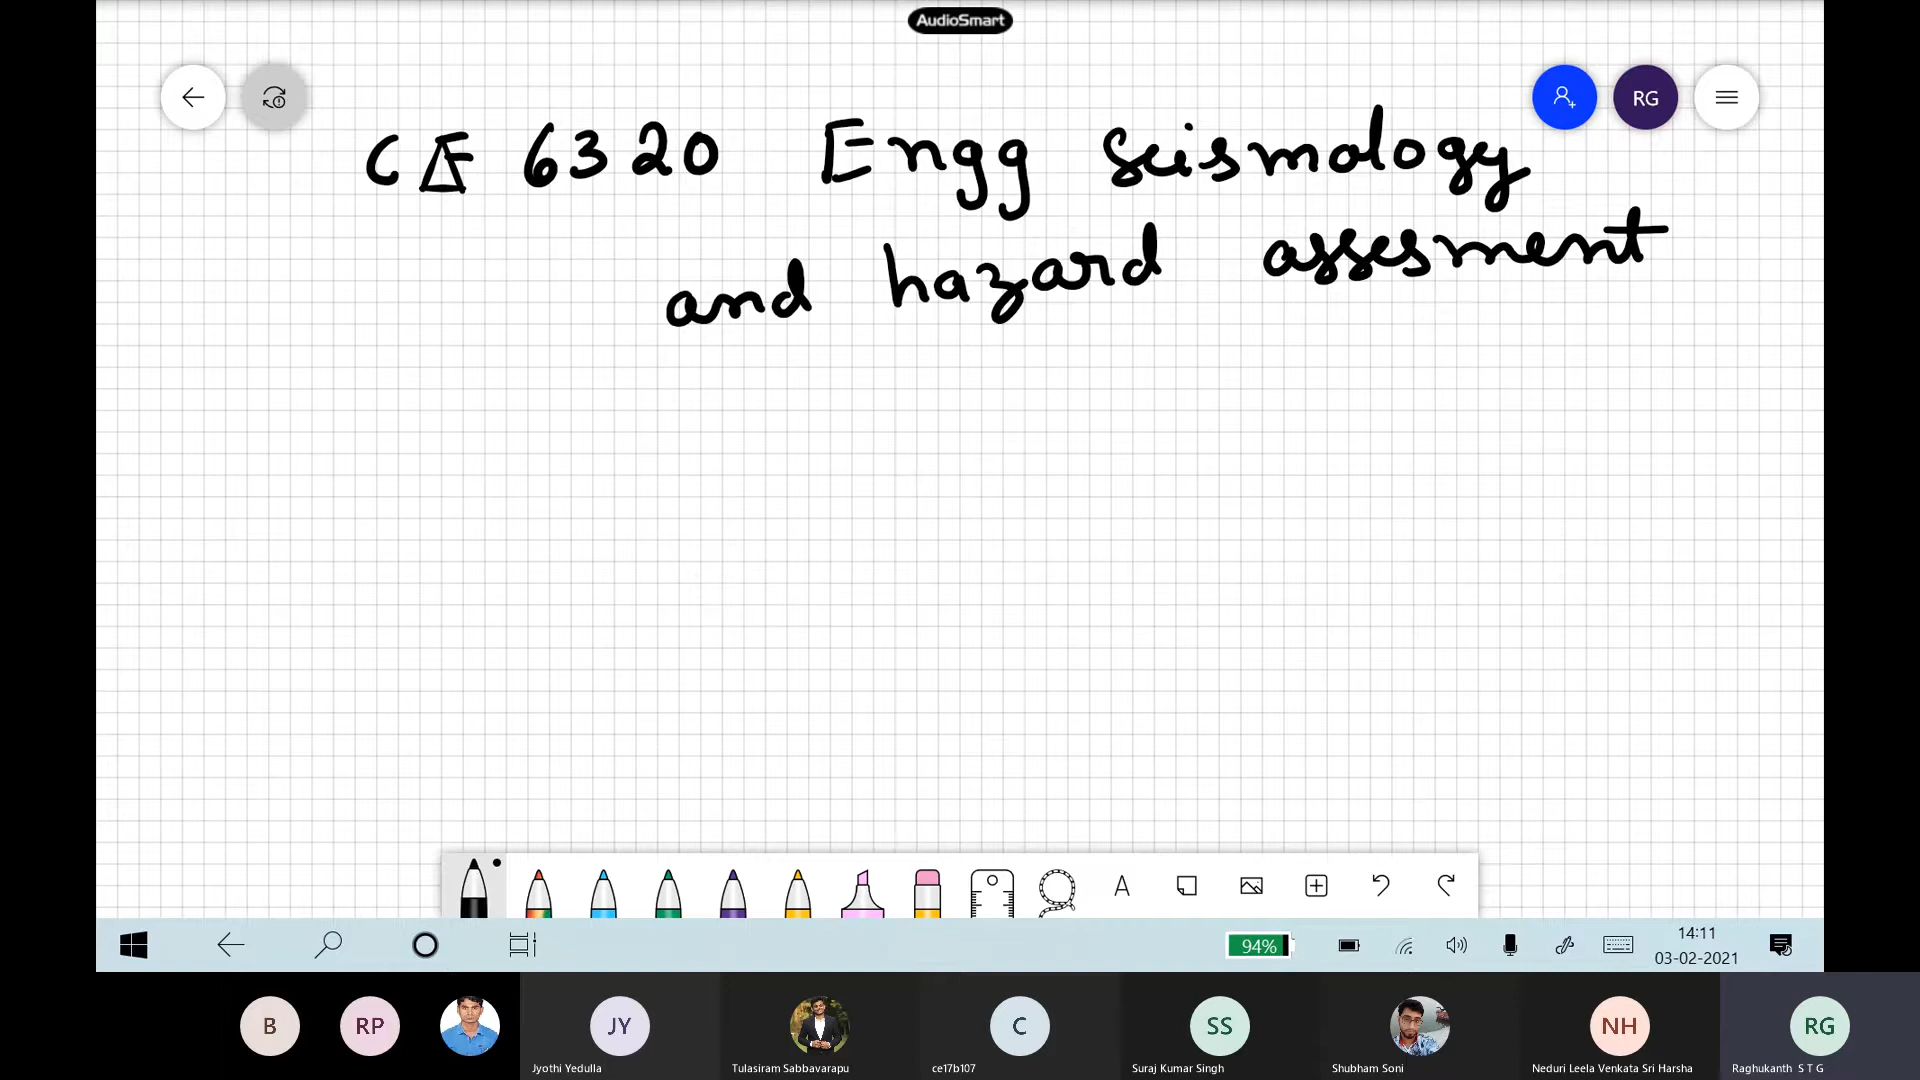 AudioSmart
RG
CE 6320 Engg seismology
and hazard assesment
A
94%
14:11
03-02-2021
B
RP
JY
C
SS
NH
RG
Jyothi Yedulla
Tulasiram Sabbavarapu
ce17b107
Suraj Kumar Singh
Shubham Soni
Neduri Leela Venkata Sri Harsha
Raghukanth S T G